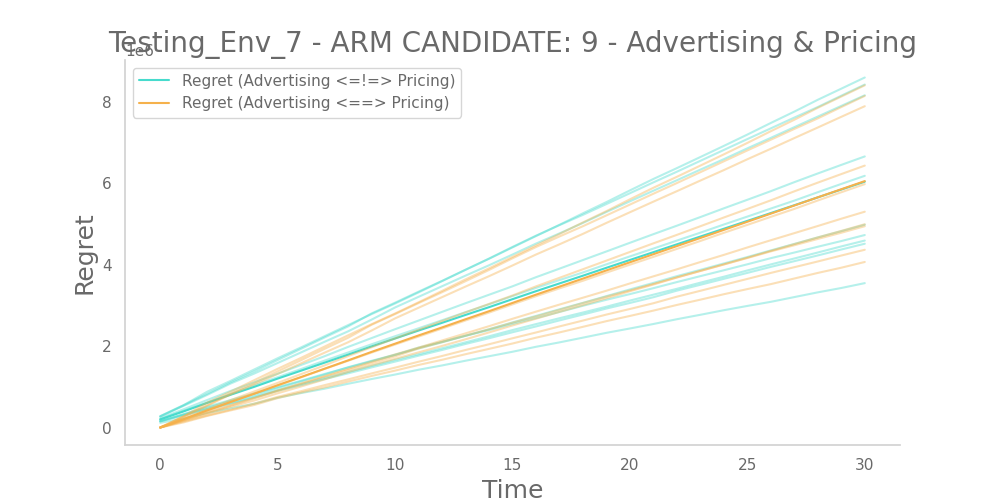 Testing_Env_7 - ARM CANDIDATE: 9 - Advertising & Pricing
1e6
Regret (Advertising <=!=> Pricing)
Regret (Advertising <==> Pricing)
8
6
4
2
0
Regret
0 5 10 15 20 25 30
Time